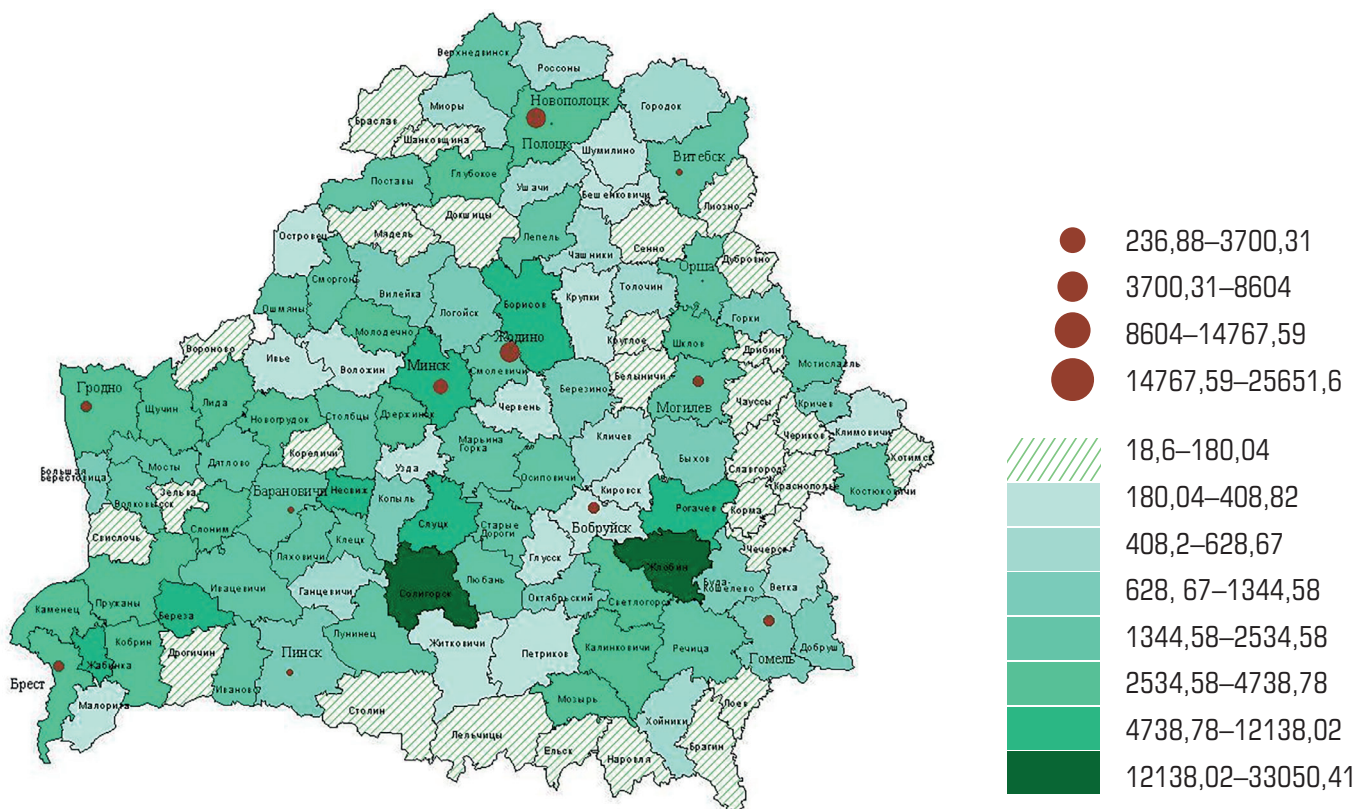 Верхнедвинск
Россоны
Браслав
Миоры
Новополоцк
Городок
Шанковщина
Полоцк
Шумилино
Витебск
Поставы
Глубокое
Ушачи
Бешенковичи
Лиозно
Островец
Мядель
Докшицы
Лепель
Сенно
Чашники
Дубровно
Сморгонь
Вилейка
Логойск
Борисов
Крупки
Толочин
Орша
Ошмяны
Горки
Вороново
Молодечно
Жодино
Круглое
Шклов
Дрибин
Мстиславль
Ивье
Воложин
Минск
Смолевичи
Березино
Белыничи
Гродно
Щучин
Лида
Новогрудок
Столбцы
Дзержинск
Червень
Могилев
Чаусы
Кричев
Чериков
Климовичи
Хотимск
Кореличи
Марьина
Горка
Кличев
Быхов
Славгород
Краснополье
Костюковичи
Большая
Берестовица
Мосты
Дятлово
Узда
Осиповичи
Волковысск
Зельва
Барановичи
Несвиж
Копыль
Кировск
Рогачев
Корма
Свислочь
Слоним
Ляховичи
Клецк
Слуцк
Старые
Дороги
Бобруйск
Глусск
Чечерск
Жлобин
Буда-
Кошелево
Ветка
Каменец
Пружаны
Ивацевичи
Ганцевичи
Солигорск
Любань
Октябрьский
Светлогорск
Береза
Жабинка
Кобрин
Дрогичин
Иваново
Пинск
Лунинец
Житковичи
Петриков
Калинковичи
Речица
Гомель
Добруш
Брест
Малорита
Столин
Лельчицы
Мозырь
Ельск
Наровля
Хойники
Брагин
Лоев
236,88–3700,31
3700,31–8604
8604–14767,59
14767,59–25651,6
18,6–180,04
180,04–408,82
408,2–628,67
628, 67–1344,58
1344,58–2534,58
2534,58–4738,78
4738,78–12138,02
12138,02–33050,41